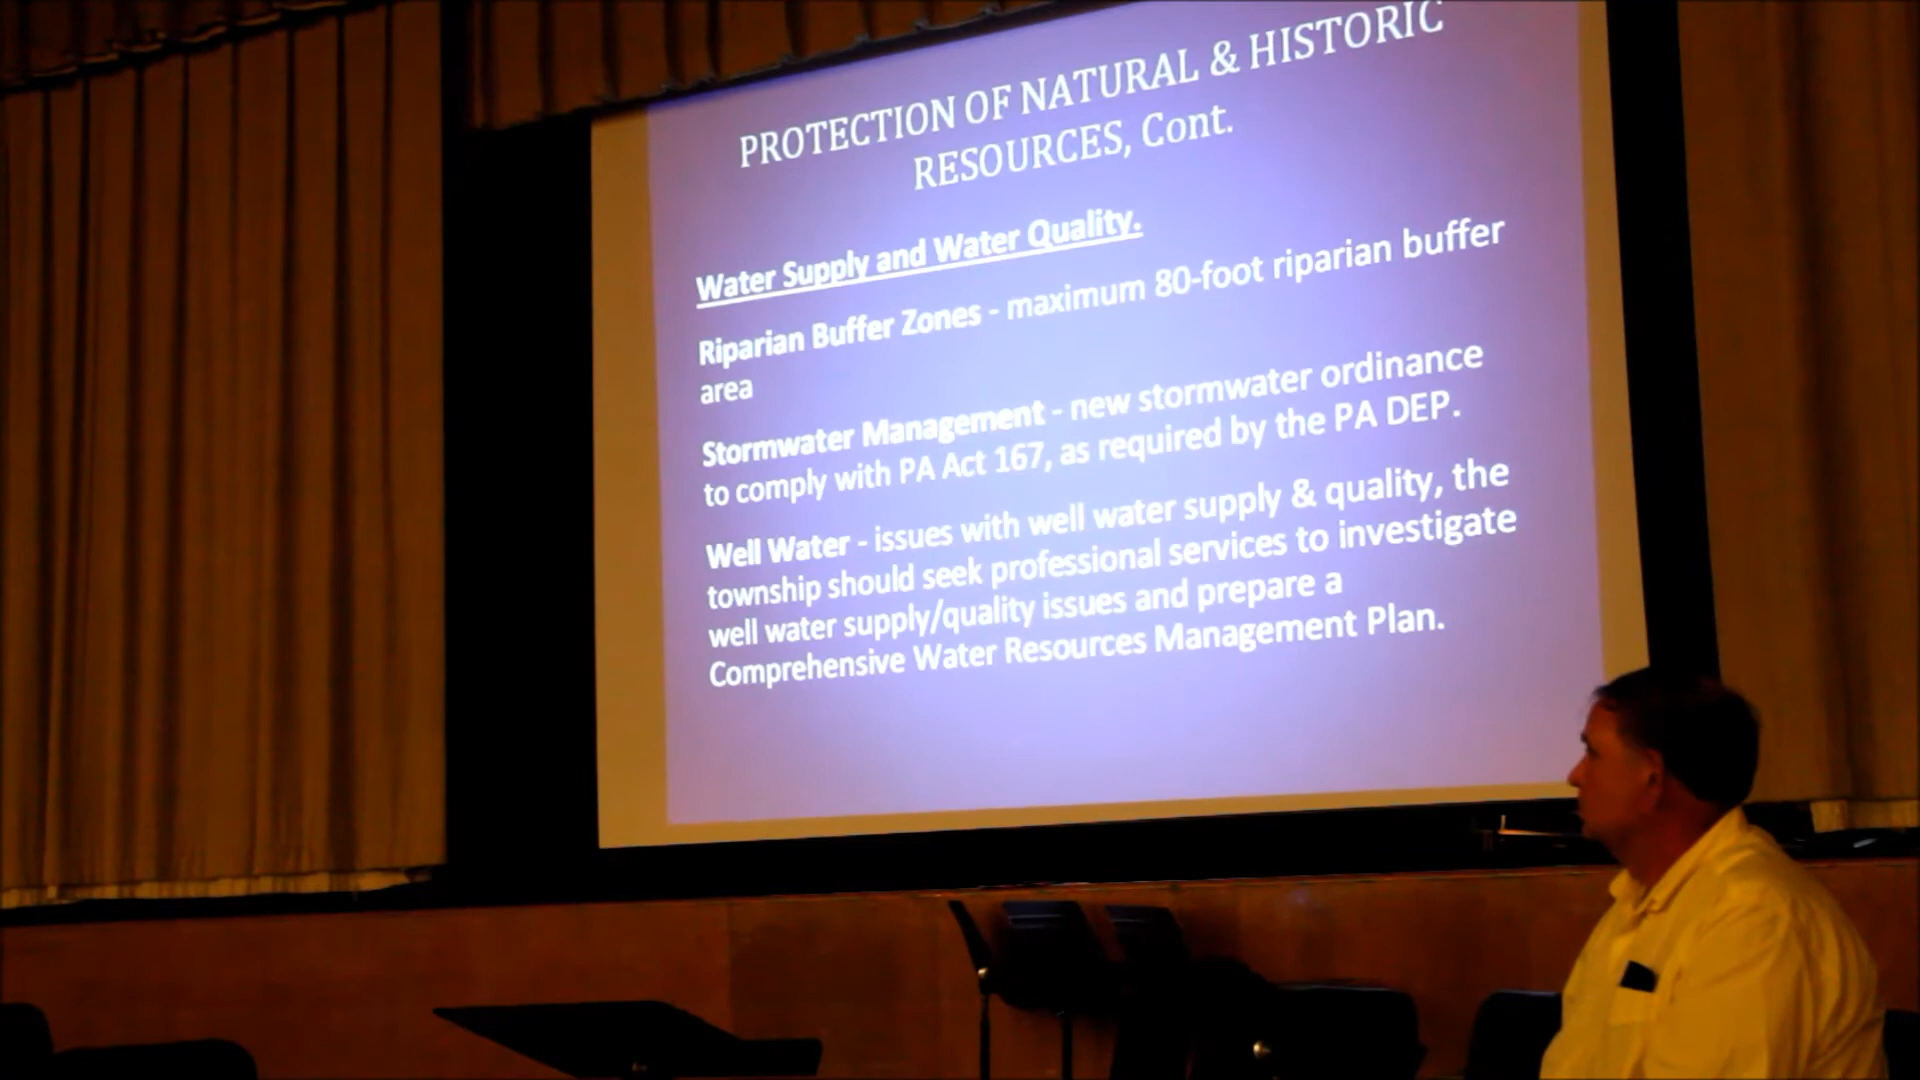 PROTECTION OF NATURAL & HISTORIC
RESOURCES, Cont.
Water Supply and Water Quality.
Riparian Buffer Zones - maximum 80-foot riparian buffer
area
Stormwater Management - new stormwater ordinance
to comply with PA Act 167, as required by the PA DEP.
Well Water - issues with well water supply & quality, the
township should seek professional services to investigate
well water supply/quality issues and prepare a
Comprehensive Water Resources Management Plan.